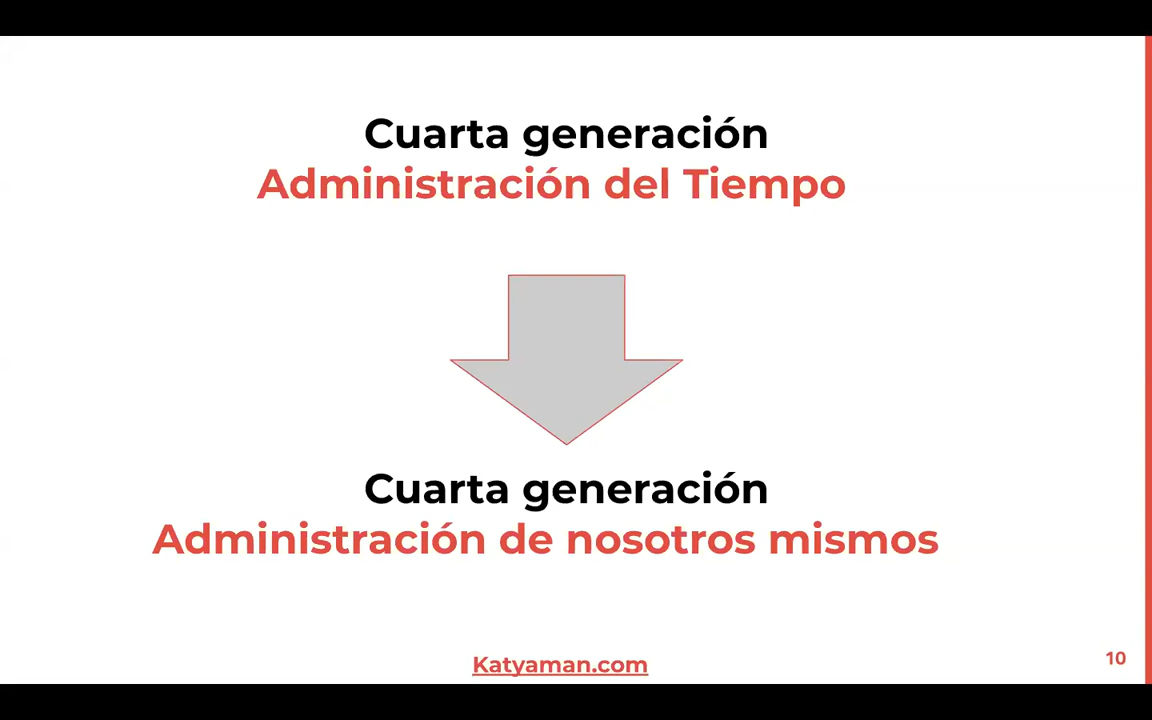 Cuarta generación
Administración del Tiempo
Cuarta generación
Administración de nosotros mismos
Katyaman.com
10